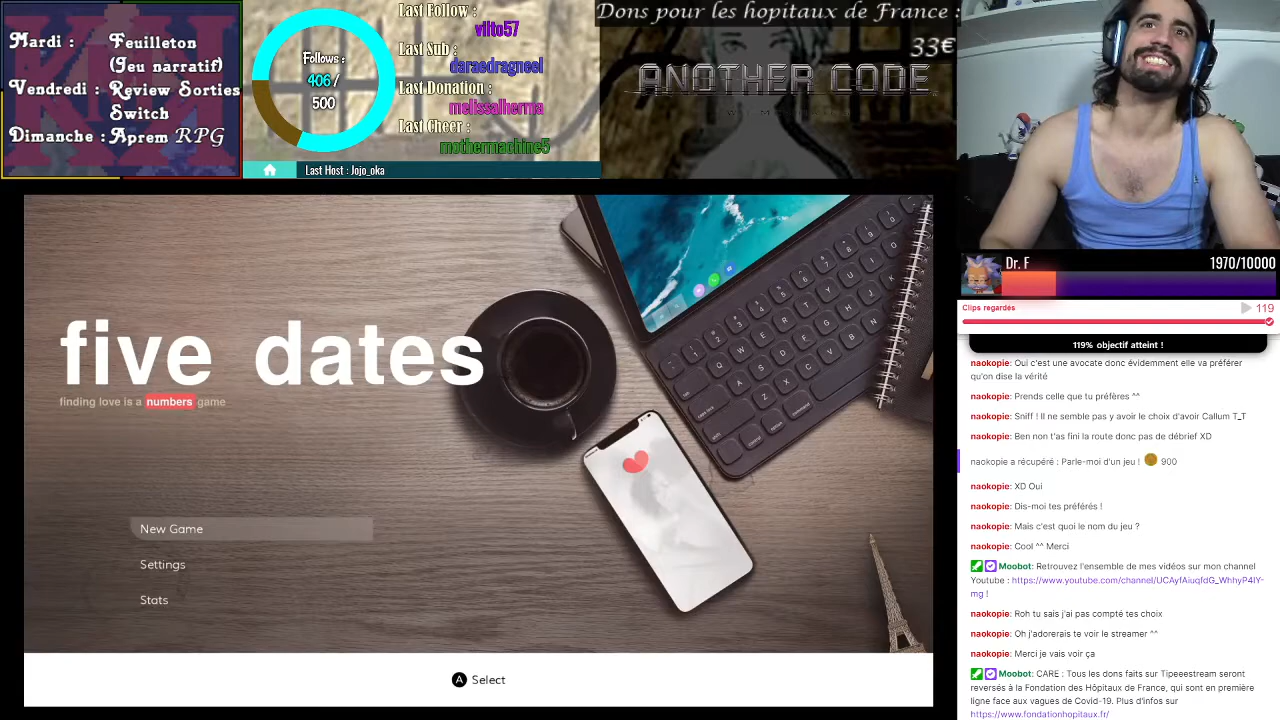 Mardi : Feuilleton
(Jeu narratif)
Vendredi : Review Sorties
Switch
Dimanche : Aprem RPG
Follows :
406 /
500
Last Follow :
vilto57
Last Sub :
daraedragneel
Last Donation :
melissalherma
Last Cheer :
mothermachine5
Last Host : Jojo_oka
Dons pour les hopitaux de France :
33€
ANOTHER CODE
Dr. F 1970/10000
Clips regardés 119
119% objectif atteint !
five dates
finding love is a numbers game
New Game
Settings
Stats
A Select
naokopie: Oui c'est une avocate donc évidemment elle va préférer
qu'on dise la vérité
naokopie: Prends celle que tu préfères ^^
naokopie: Sniff ! Il ne semble pas y avoir le choix d'avoir Callum T_T
naokopie: Ben non t'as fini la route donc pas de débrief XD
naokopie a récupéré : Parle-moi d'un jeu ! 900
naokopie: XD Oui
naokopie: Dis-moi tes préférés !
naokopie: Mais c'est quoi le nom du jeu ?
naokopie: Cool ^^ Merci
Moobot: Retrouvez l'ensemble de mes vidéos sur mon channel
Youtube : https://www.youtube.com/channel/UCAyfAiuqfdG_WhhyP4IY-
mg !
naokopie: Roh tu sais j'ai pas compté tes choix
naokopie: Oh j'adorerais te voir le streamer ^^
naokopie: Merci je vais voir ça
Moobot: CARE : Tous les dons faits sur Tipeeestream seront
reversés à la Fondation des Hôpitaux de France, qui sont en première
ligne face aux vagues de Covid-19. Plus d'infos sur
https://www.fondationhopitaux.fr/